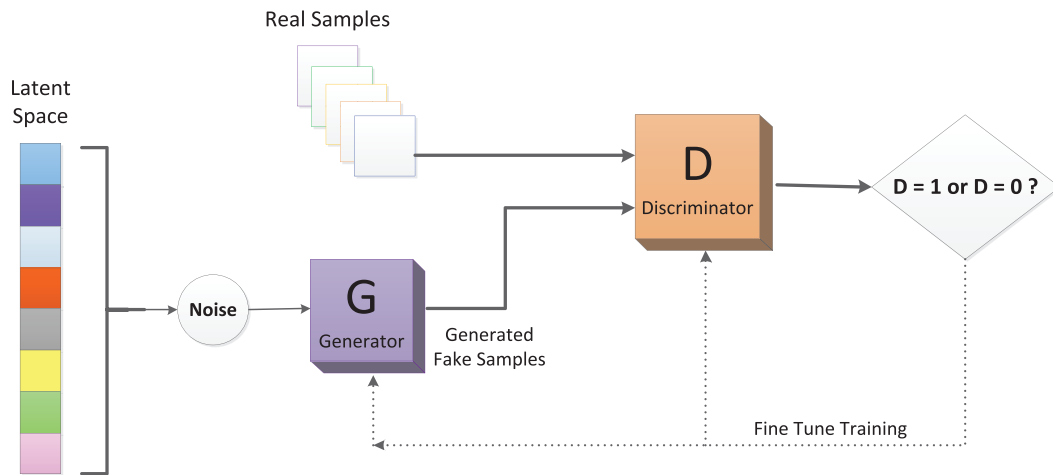 Real Samples
Latent
Space
D
Discriminator
D = 1 or D = 0 ?
Noise
G
Generator
Generated
Fake Samples
Fine Tune Training